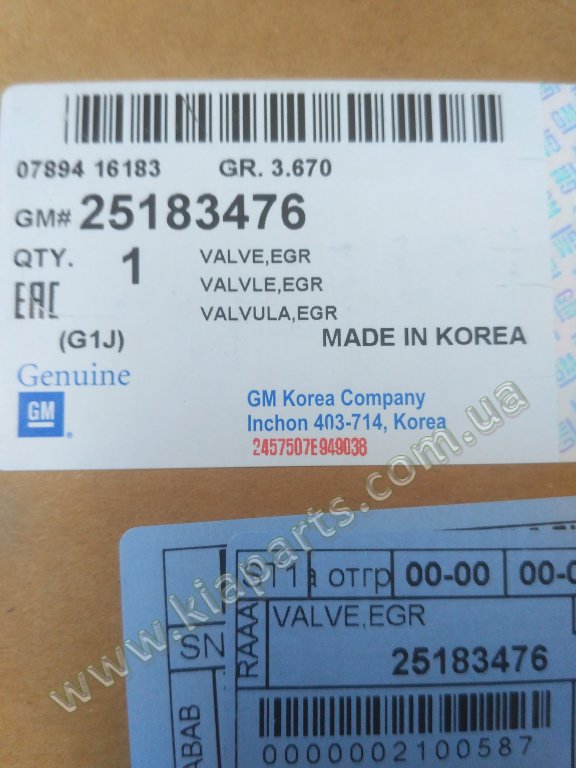 07894 16183 GR. 3.670
GM# 25183476
QTY. 1 VALVE,EGR
VALVLE,EGR
VALVULA,EGR
EAC
(G1J) MADE IN KOREA
Genuine
GM
GM Korea Company
Inchon 403-714, Korea
2457507E949038
www.kiaparts.com.ua
отгр 00-00 00-0
VALVE,EGR
25183476
RAAA
SN
ABAB
0000002100587